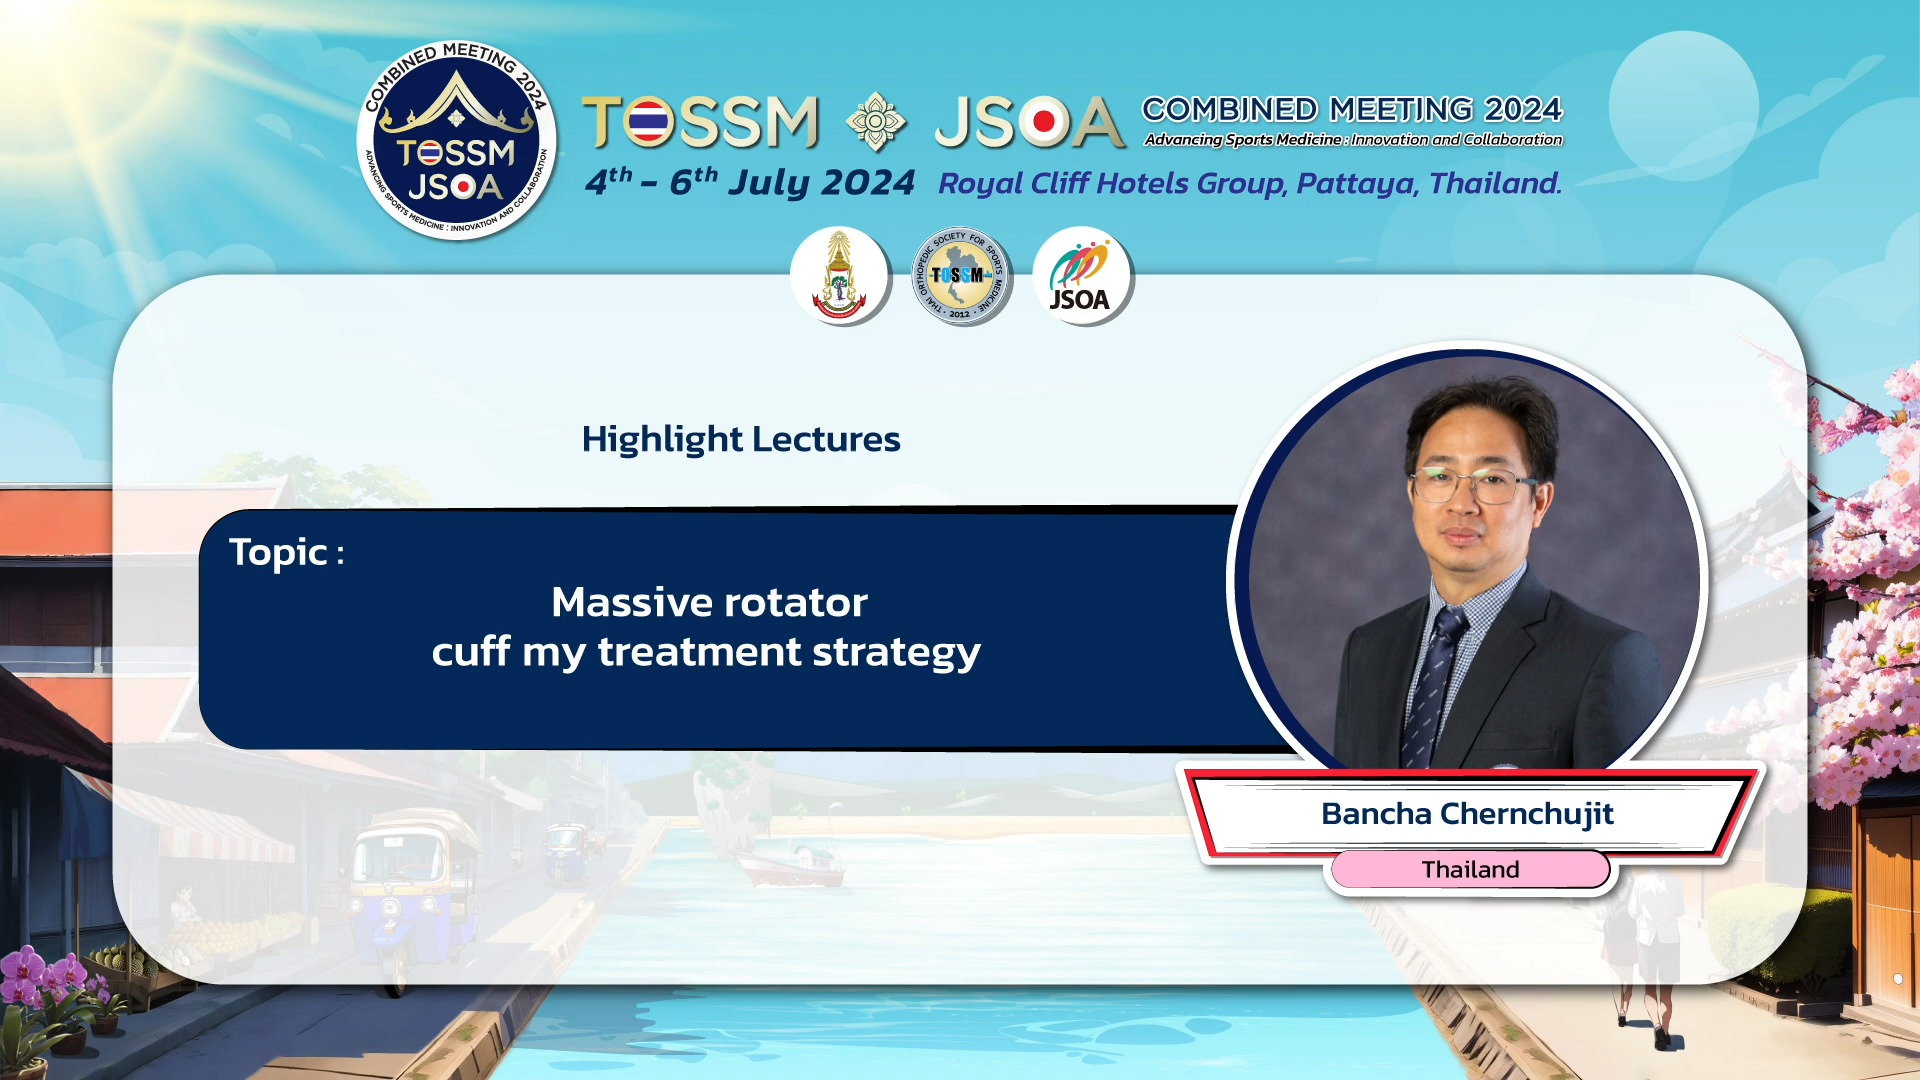 COMBINED MEETING 2024
TOSSM
JSOA
ADVANCING SPORTS MEDICINE : INNOVATION AND COLLABORATION
TOSSM JSOA COMBINED MEETING 2024
Advancing Sports Medicine : Innovation and Collaboration
4th - 6th July 2024 Royal Cliff Hotels Group, Pattaya, Thailand.
THAI ORTHOPEDIC SOCIETY FOR SPORTS MEDICINE
TOSSM
2012
JSOA
Highlight Lectures
Topic :
Massive rotator
cuff my treatment strategy
Bancha Chernchujit
Thailand